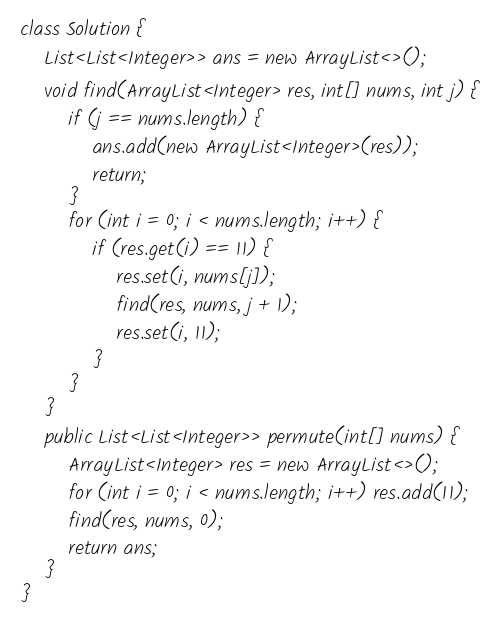 class Solution {
List<List<Integer>> ans = new ArrayList<>();
void find(ArrayList<Integer> res, int[] nums, int j) {
if (j == nums.length) {
ans.add(new ArrayList<Integer>(res));
return;
}
for (int i = 0; i < nums.length; i++) {
if (res.get(i) == 11) {
res.set(i, nums[j]);
find(res, nums, j + 1);
res.set(i, 11);
}
}
}
public List<List<Integer>> permute(int[] nums) {
ArrayList<Integer> res = new ArrayList<>();
for (int i = 0; i < nums.length; i++) res.add(11);
find(res, nums, 0);
return ans;
}
}